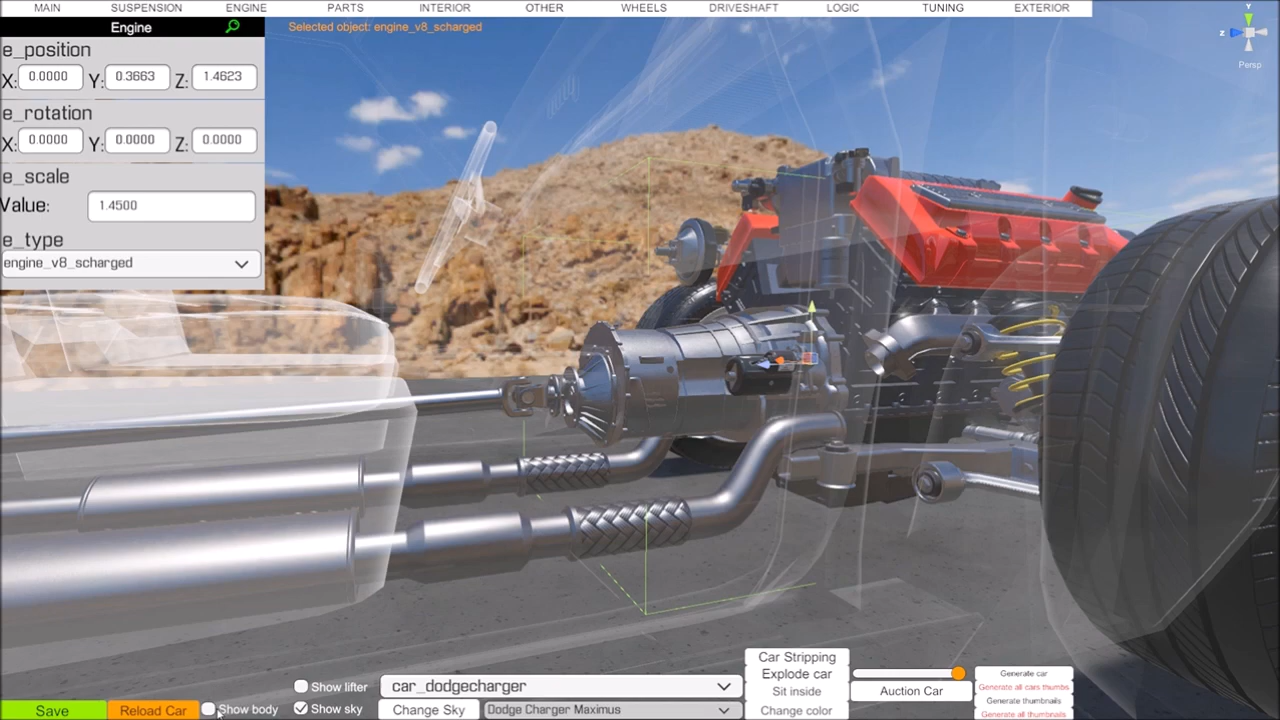 MAIN SUSPENSION ENGINE PARTS INTERIOR OTHER WHEELS DRIVESHAFT LOGIC TUNING EXTERIOR
Engine
Selected object: engine_v8_scharged
e_position
X: 0.0000 Y: 0.3663 Z: 1.4623
e_rotation
X: 0.0000 Y: 0.0000 Z: 0.0000
e_scale
Value: 1.4500
e_type
engine_v8_scharged
Y
Z
Persp
Show lifter car_dodgecharger
Car Stripping
Explode car
Sit inside
Change color
Auction Car
Generate car
Generate all cars thumbs
Generate thumbnails
Generate all thumbnails
Save Reload Car Show body Show sky Change Sky Dodge Charger Maximus